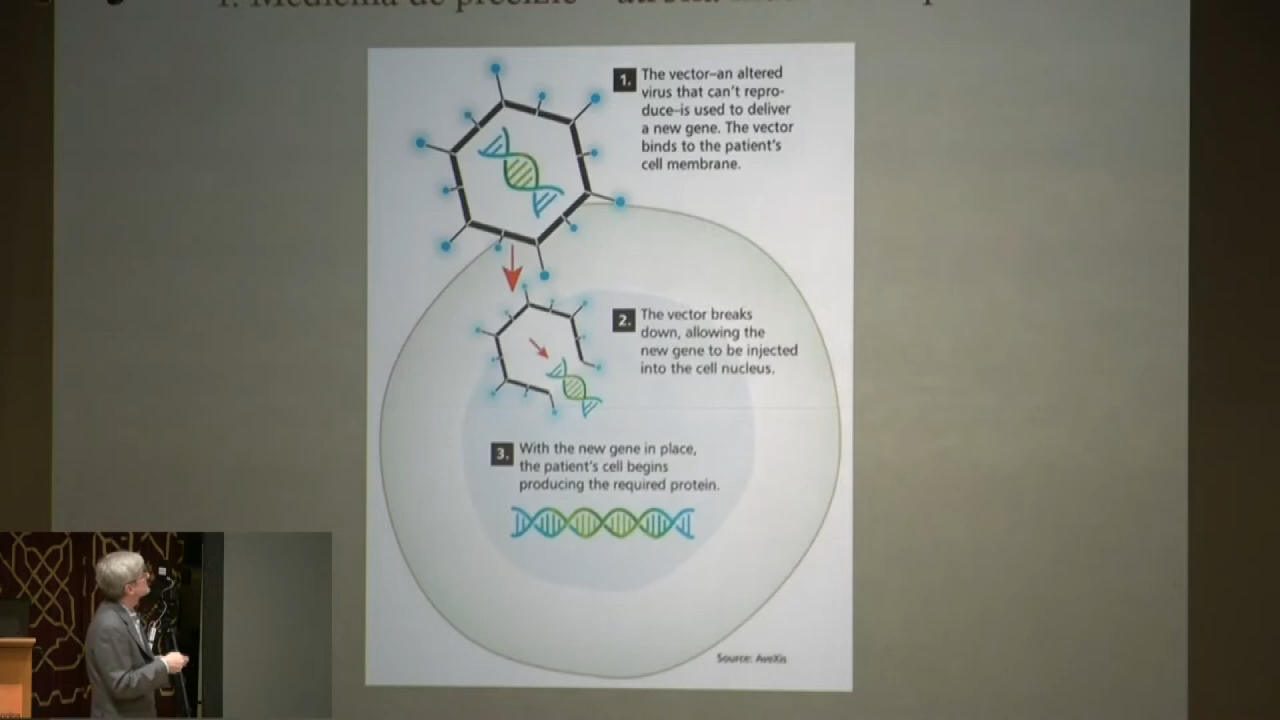 1. Medicina de precizie
1. The vector–an altered
virus that can't repro-
duce–is used to deliver
a new gene. The vector
binds to the patient's
cell membrane.
2. The vector breaks
down, allowing the
new gene to be injected
into the cell nucleus.
3. With the new gene in place,
the patient's cell begins
producing the required protein.
Source: AveXis